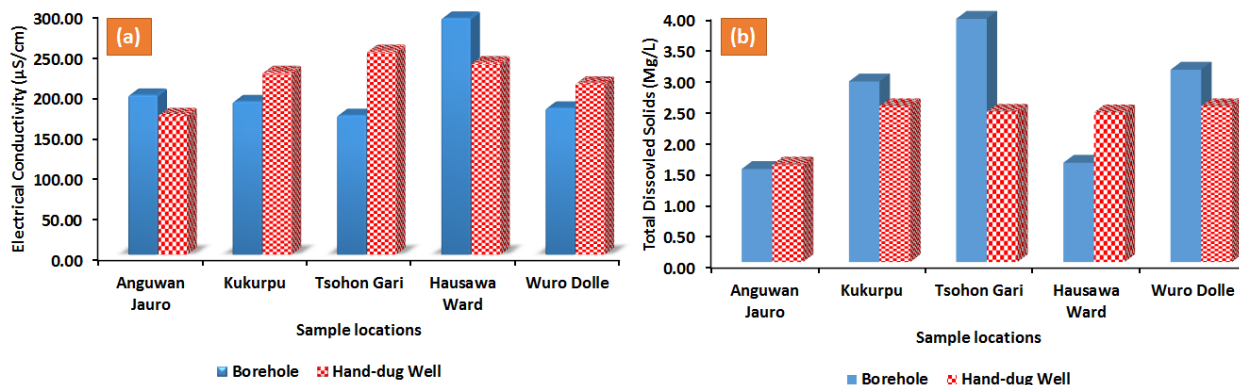 (a)
Electrical Conductivity (µS/cm)
300.00
250.00
200.00
150.00
100.00
50.00
0.00
Anguwan Jauro
Kukurpu
Tsohon Gari
Hausawa Ward
Wuro Dolle
Sample locations
Borehole
Hand-dug Well
(b)
Total Dissovled Solids (Mg/L)
4.00
3.50
3.00
2.50
2.00
1.50
1.00
0.50
0.00
Anguwan Jauro
Kukurpu
Tsohon Gari
Hausawa Ward
Wuro Dolle
Sample locations
Borehole
Hand-dug Well